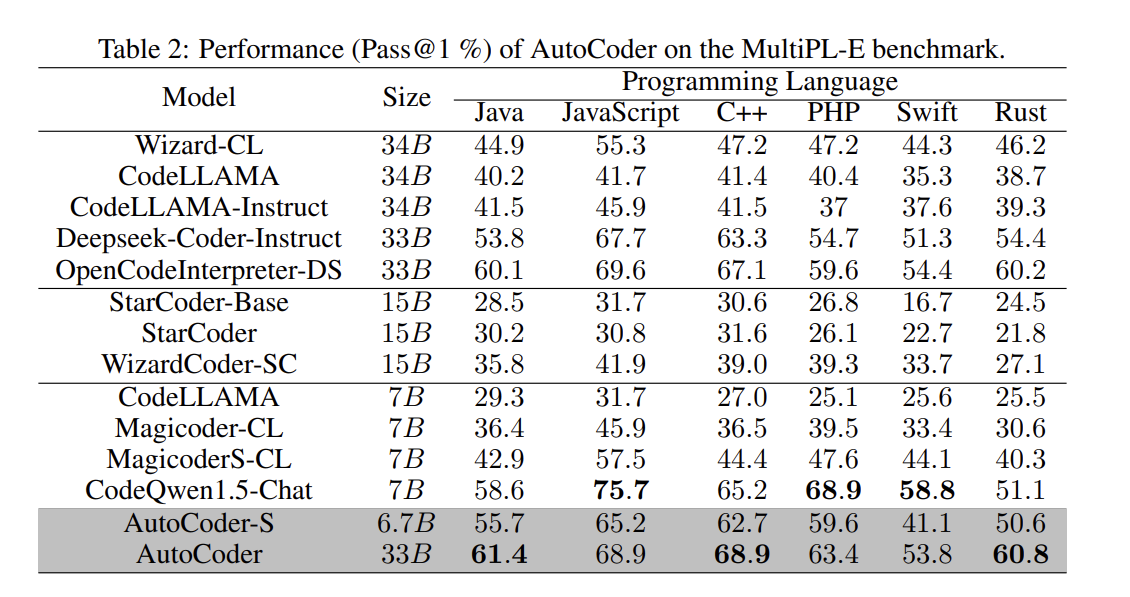 Table 2: Performance (Pass@1 %) of AutoCoder on the MultiPL-E benchmark.
Model Size Programming Language
Java JavaScript C++ PHP Swift Rust
Wizard-CL 34B 44.9 55.3 47.2 47.2 44.3 46.2
CodeLLAMA 34B 40.2 41.7 41.4 40.4 35.3 38.7
CodeLLAMA-Instruct 34B 41.5 45.9 41.5 37 37.6 39.3
Deepseek-Coder-Instruct 33B 53.8 67.7 63.3 54.7 51.3 54.4
OpenCodeInterpreter-DS 33B 60.1 69.6 67.1 59.6 54.4 60.2
StarCoder-Base 15B 28.5 31.7 30.6 26.8 16.7 24.5
StarCoder 15B 30.2 30.8 31.6 26.1 22.7 21.8
WizardCoder-SC 15B 35.8 41.9 39.0 39.3 33.7 27.1
CodeLLAMA 7B 29.3 31.7 27.0 25.1 25.6 25.5
Magicoder-CL 7B 36.4 45.9 36.5 39.5 33.4 30.6
MagicoderS-CL 7B 42.9 57.5 44.4 47.6 44.1 40.3
CodeQwen1.5-Chat 7B 58.6 75.7 65.2 68.9 58.8 51.1
AutoCoder-S 6.7B 55.7 65.2 62.7 59.6 41.1 50.6
AutoCoder 33B 61.4 68.9 68.9 63.4 53.8 60.8